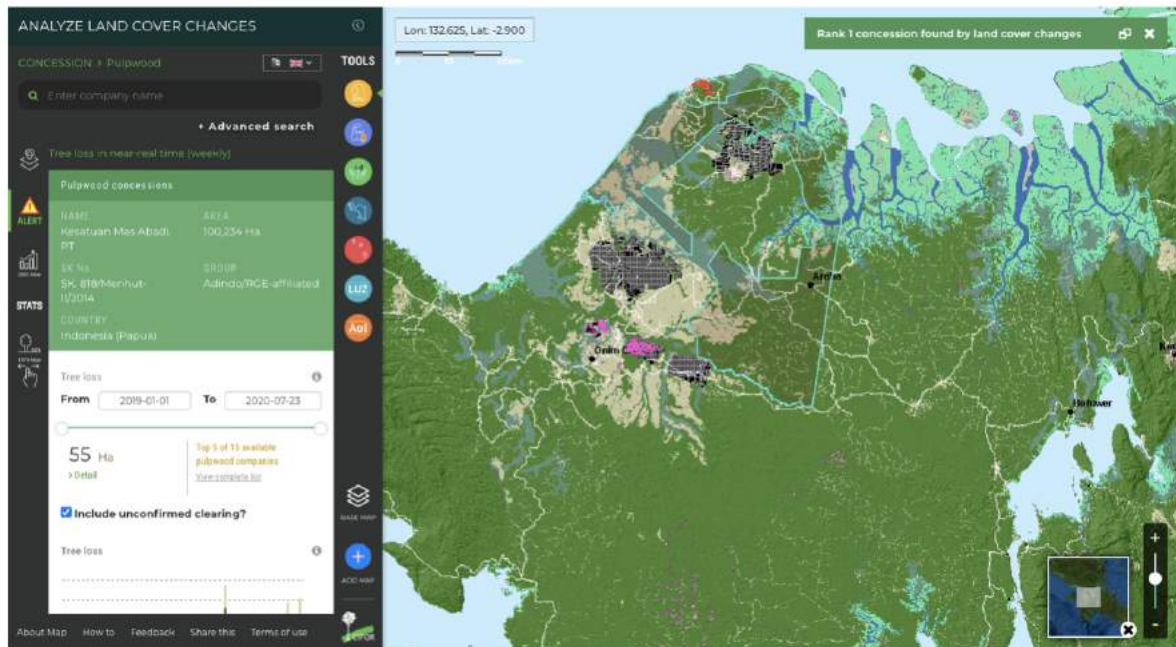 ANALYZE LAND COVER CHANGES
CONCESSION > Pulpwood
TOOLS
Enter company name
+ Advanced search
Tree loss in near-real time (weekly)
Pulpwood concessions
NAME
AREA
Kesatuan Mas Abadi, PT
100,234 Ha
SK No.
GROUP
SK. 818/Menhut-II/2014
Adindo/RGE-affiliated
COUNTRY
Indonesia (Papua)
ALERT
STATS
LUZ
AoI
Tree loss
From 2019-01-01 To 2020-07-23
55 Ha
> Detail
Top 5 of 15 available
pulpwood companies
View complete list
Include unconfirmed clearing?
Tree loss
BASE MAP
ADD MAP
CIFOR
About Map How to Feedback Share this Terms of use
Lon: 132.625, Lat: -2.900
Rank 1 concession found by land cover changes